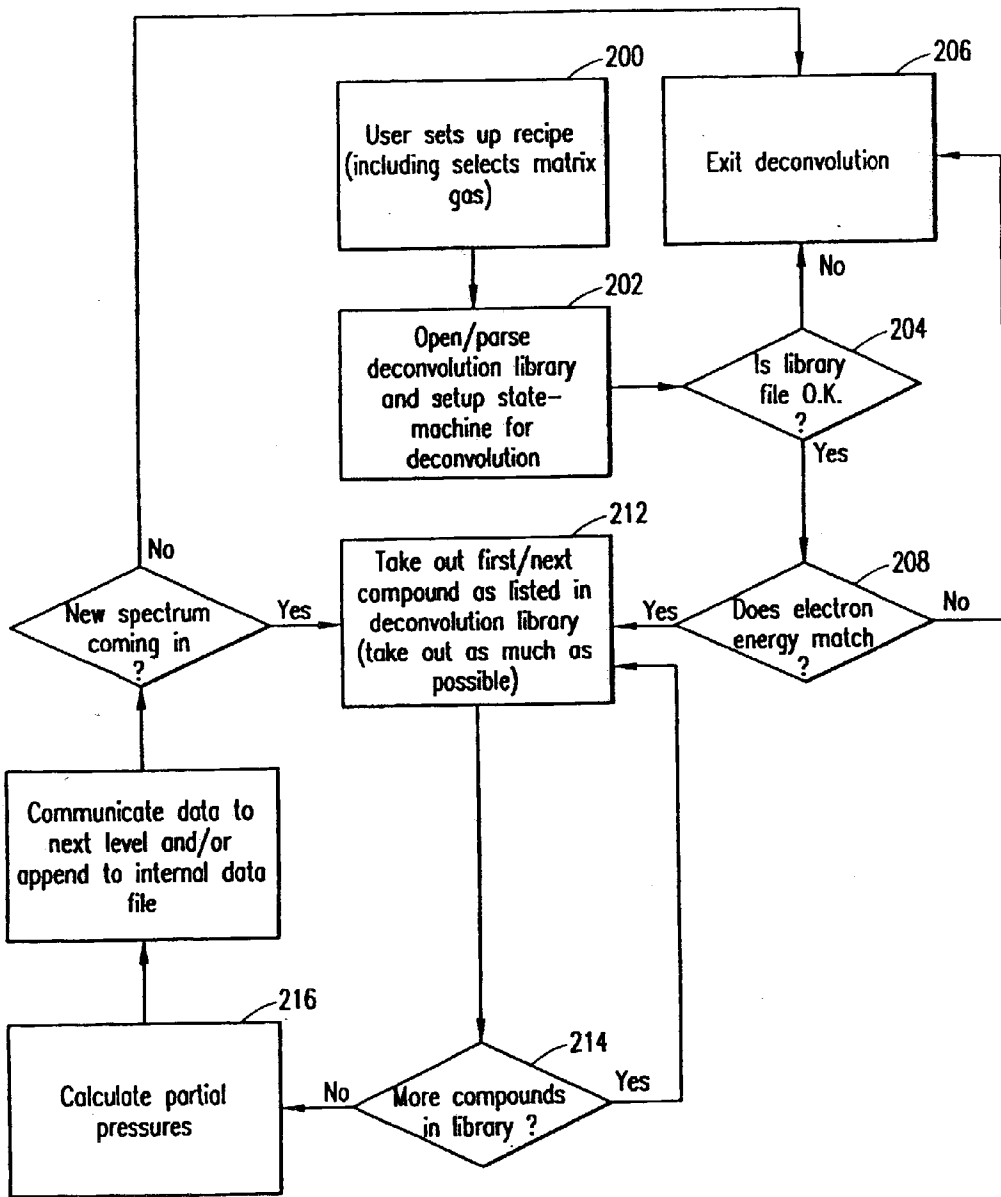 200
User sets up recipe
(including selects matrix
gas)
206
Exit deconvolution
No
202
Open/parse
deconvolution library
and setup state-
machine for
deconvolution
204
Is library
file O.K.
?
Yes
212
Take out first/next
compound as listed in
deconvolution library
(take out as much as
possible)
208
Does electron
energy match
?
Yes
No
No
New spectrum
coming in
?
Yes
Communicate data to
next level and/or
append to internal data
file
216
Calculate partial
pressures
214
More compounds
in library ?
No
Yes